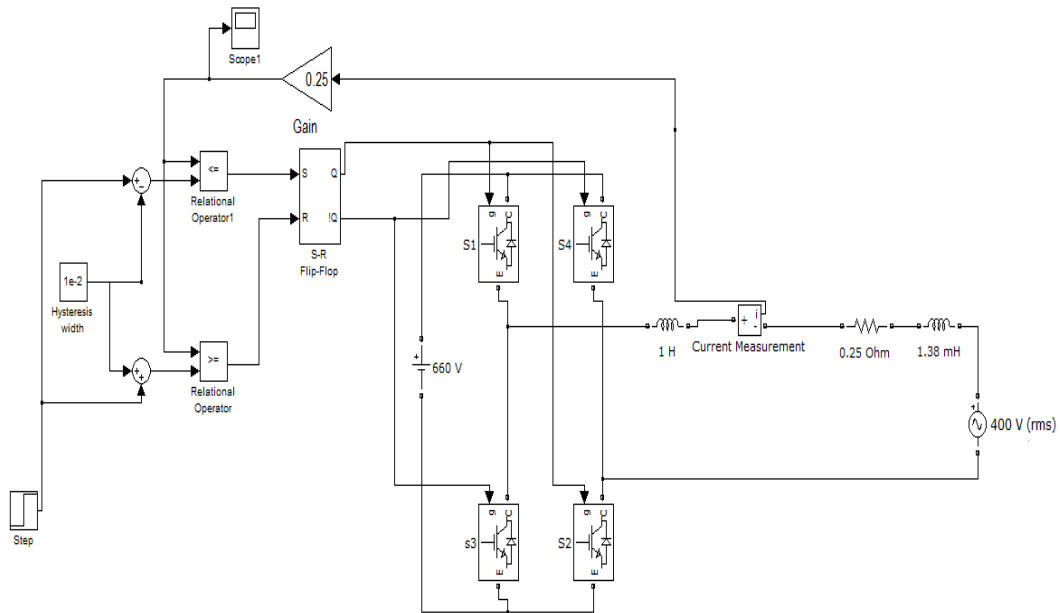 Scope1
0.25
Gain
<=
Relational
Operator1
S
Q
R
!Q
S-R
Flip-Flop
+
-
1e-2
Hysteresis
width
+
+
>=
Relational
Operator
Step
g
C
S1
E
g
C
S4
E
+
660 V
1 H
+
i
-
Current Measurement
0.25 Ohm
1.38 mH
+
400 V (rms)
-
g
C
s3
E
g
C
S2
E